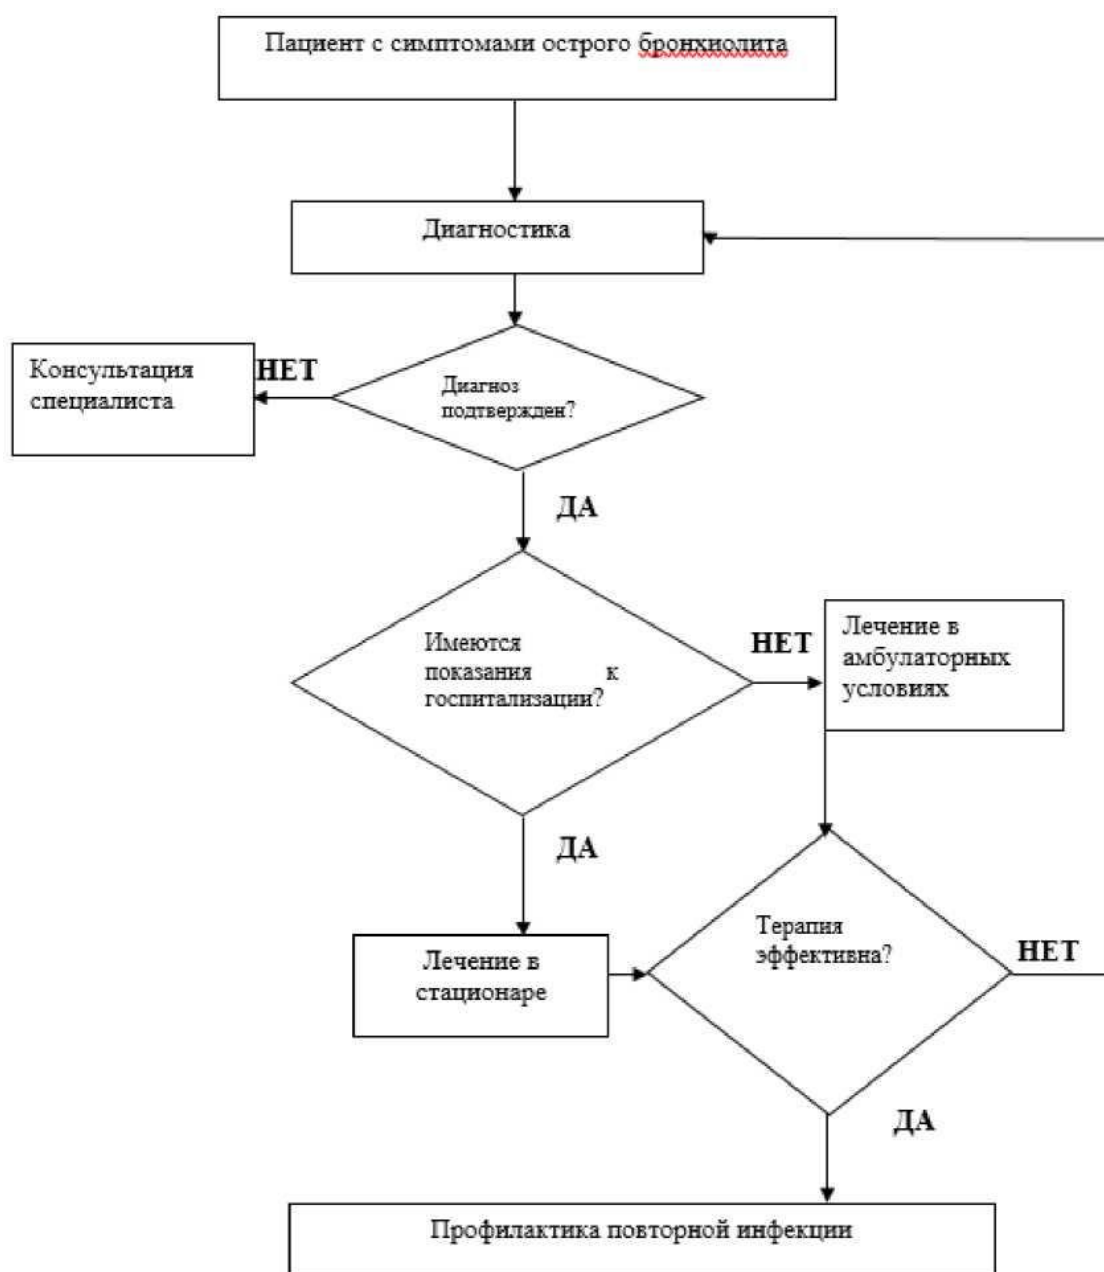 Пациент с симптомами острого бронхиолита
Диагностика
Консультация
специалиста
НЕТ
Диагноз
подтвержден?
ДА
Имеются
показания к
госпитализации?
НЕТ
Лечение в
амбулаторных
условиях
ДА
Лечение в
стационаре
Терапия
эффективна?
НЕТ
ДА
Профилактика повторной инфекции